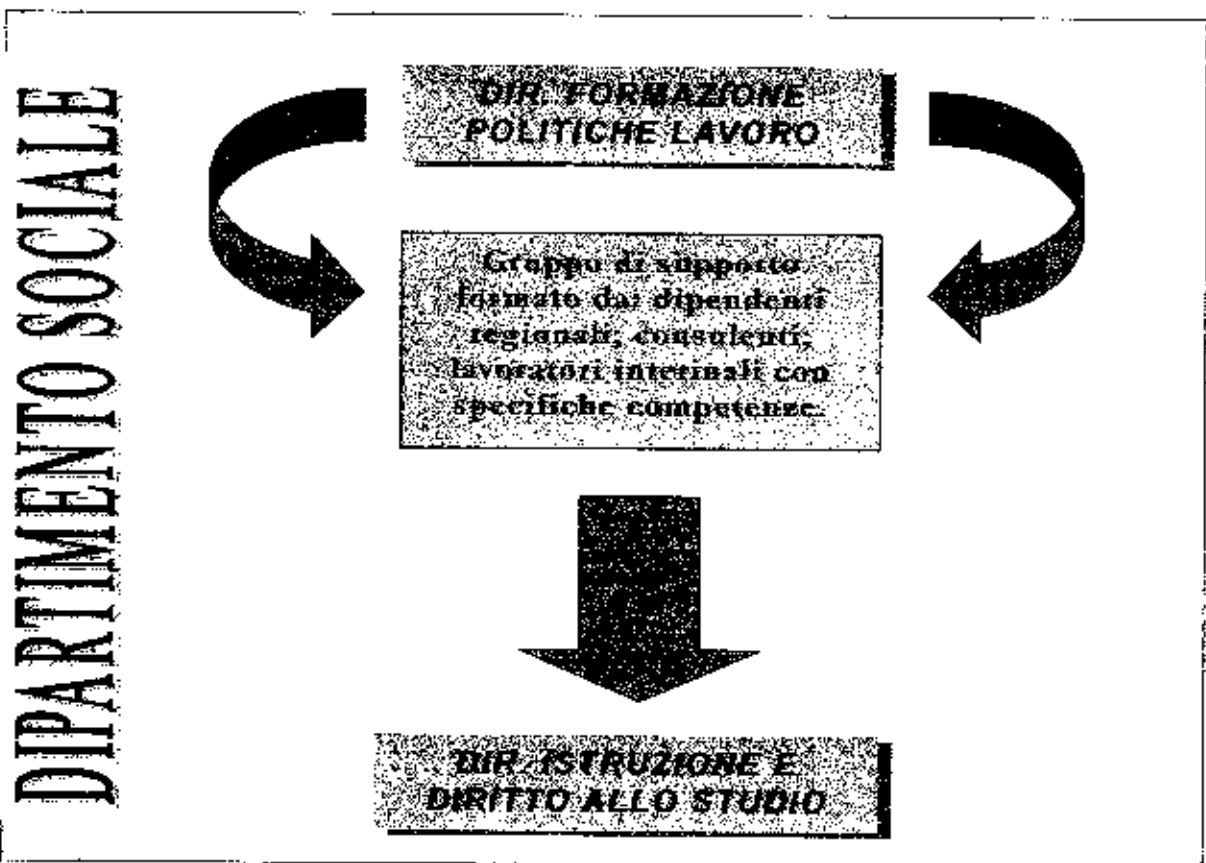 DIPARTIMENTO SOCIALE
DIR. FORMAZIONE
POLITICHE LAVORO
Gruppo di supporto
formato da: dipendenti
regionali; consulenti;
lavoratori interinali con
specifiche competenze.
DIR. ISTRUZIONE E
DIRITTO ALLO STUDIO